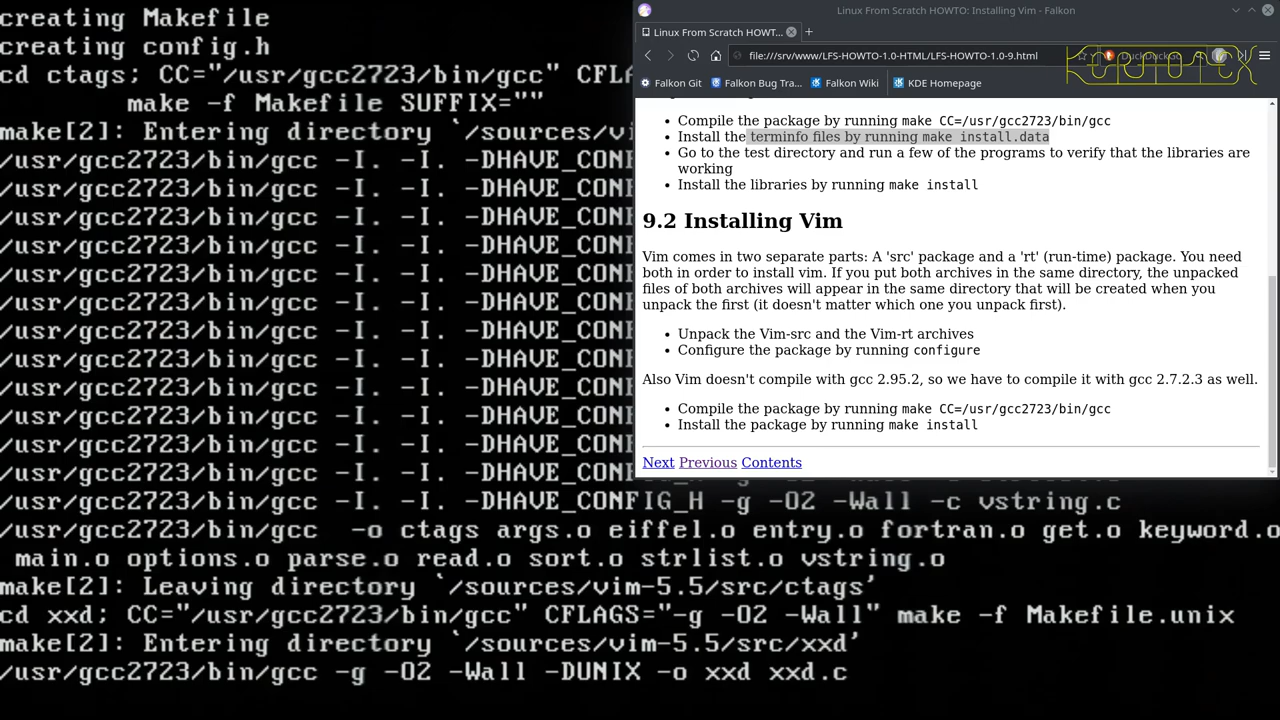 creating Makefile
creating config.h
cd ctags; CC="/usr/gcc2723/bin/gcc" CFLA
make -f Makefile SUFFIX=""
make[2]: Entering directory `/sources/vi
/usr/gcc2723/bin/gcc -I. -I. -DHAVE_CONF
/usr/gcc2723/bin/gcc -I. -I. -DHAVE_CONF
/usr/gcc2723/bin/gcc -I. -I. -DHAVE_CONF
/usr/gcc2723/bin/gcc -I. -I. -DHAVE_CONF
/usr/gcc2723/bin/gcc -I. -I. -DHAVE_CONF
/usr/gcc2723/bin/gcc -I. -I. -DHAVE_CONF
/usr/gcc2723/bin/gcc -I. -I. -DHAVE_CONF
/usr/gcc2723/bin/gcc -I. -I. -DHAVE_CONF
/usr/gcc2723/bin/gcc -I. -I. -DHAVE_CONF
/usr/gcc2723/bin/gcc -I. -I. -DHAVE_CONF
/usr/gcc2723/bin/gcc -I. -I. -DHAVE_CONF
/usr/gcc2723/bin/gcc -I. -I. -DHAVE_CONF
/usr/gcc2723/bin/gcc -I. -I. -DHAVE_CONFIG_H -g -O2 -Wall -c vstring.c
/usr/gcc2723/bin/gcc  -o ctags args.o eiffel.o entry.o fortran.o get.o keyword.o
main.o options.o parse.o read.o sort.o strlist.o vstring.o
make[2]: Leaving directory `/sources/vim-5.5/src/ctags'
cd xxd; CC="/usr/gcc2723/bin/gcc" CFLAGS="-g -O2 -Wall" make -f Makefile.unix
make[2]: Entering directory `/sources/vim-5.5/src/xxd'
/usr/gcc2723/bin/gcc -g -O2 -Wall -DUNIX -o xxd xxd.c
Linux From Scratch HOWTO: Installing Vim - Falkon
Linux From Scratch HOWT...
file:///srv/www/LFS-HOWTO-1.0-HTML/LFS-HOWTO-1.0-9.html
Falkon Git Falkon Bug Tra... Falkon Wiki KDE Homepage
• Compile the package by running make CC=/usr/gcc2723/bin/gcc
• Install the terminfo files by running make install.data
• Go to the test directory and run a few of the programs to verify that the libraries are
working
• Install the libraries by running make install
9.2 Installing Vim
Vim comes in two separate parts: A 'src' package and a 'rt' (run-time) package. You need
both in order to install vim. If you put both archives in the same directory, the unpacked
files of both archives will appear in the same directory that will be created when you
unpack the first (it doesn't matter which one you unpack first).
• Unpack the Vim-src and the Vim-rt archives
• Configure the package by running configure
Also Vim doesn't compile with gcc 2.95.2, so we have to compile it with gcc 2.7.2.3 as well.
• Compile the package by running make CC=/usr/gcc2723/bin/gcc
• Install the package by running make install
Next Previous Contents